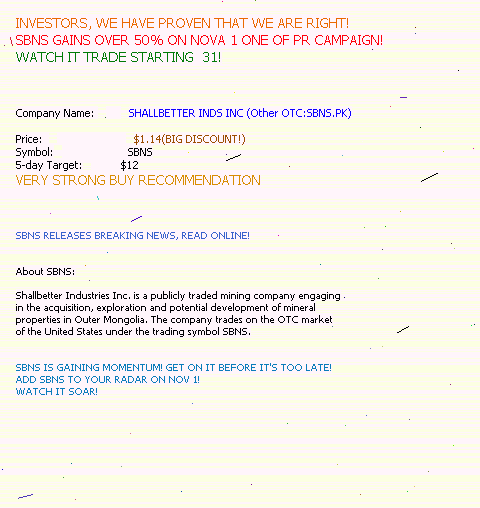 INVESTORS, WE HAVE PROVEN THAT WE ARE RIGHT!
SBNS GAINS OVER 50% ON NOVA 1 ONE OF PR CAMPAIGN!
WATCH IT TRADE STARTING 31!
Company Name: SHALLBETTER INDS INC (Other OTC:SBNS.PK)
Price: $1.14(BIG DISCOUNT!)
Symbol: SBNS
5-day Target: $12
VERY STRONG BUY RECOMMENDATION
SBNS RELEASES BREAKING NEWS, READ ONLINE!
About SBNS:
Shallbetter Industries Inc. is a publicly traded mining company engaging
in the acquisition, exploration and potential development of mineral
properties in Outer Mongolia. The company trades on the OTC market
of the United States under the trading symbol SBNS.
SBNS IS GAINING MOMENTUM! GET ON IT BEFORE IT'S TOO LATE!
ADD SBNS TO YOUR RADAR ON NOV 1!
WATCH IT SOAR!